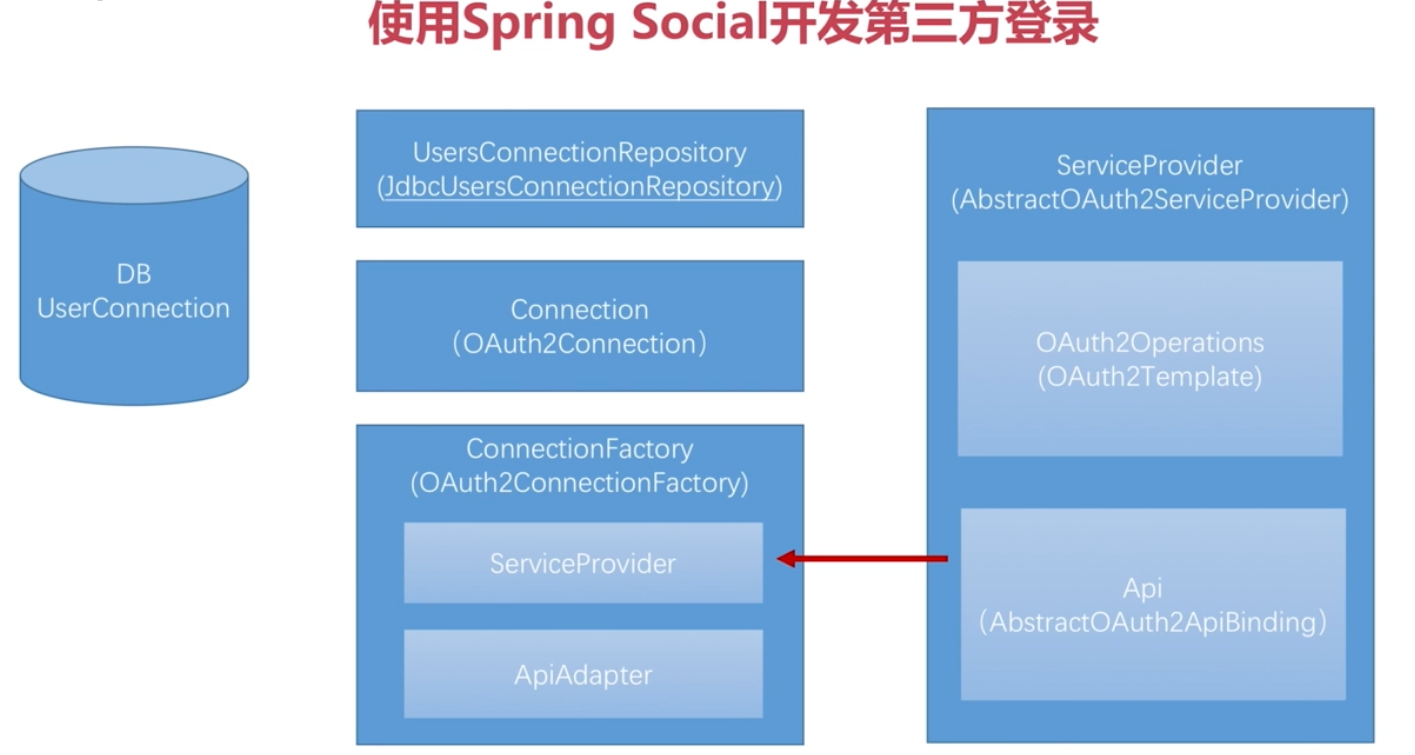 使用Spring Social开发第三方登录
DB
UserConnection
UsersConnectionRepository
(JdbcUsersConnectionRepository)
Connection
（OAuth2Connection）
ConnectionFactory
(OAuth2ConnectionFactory)
ServiceProvider
ApiAdapter
ServiceProvider
(AbstractOAuth2ServiceProvider)
OAuth2Operations
(OAuth2Template)
Api
（AbstractOAuth2ApiBinding）